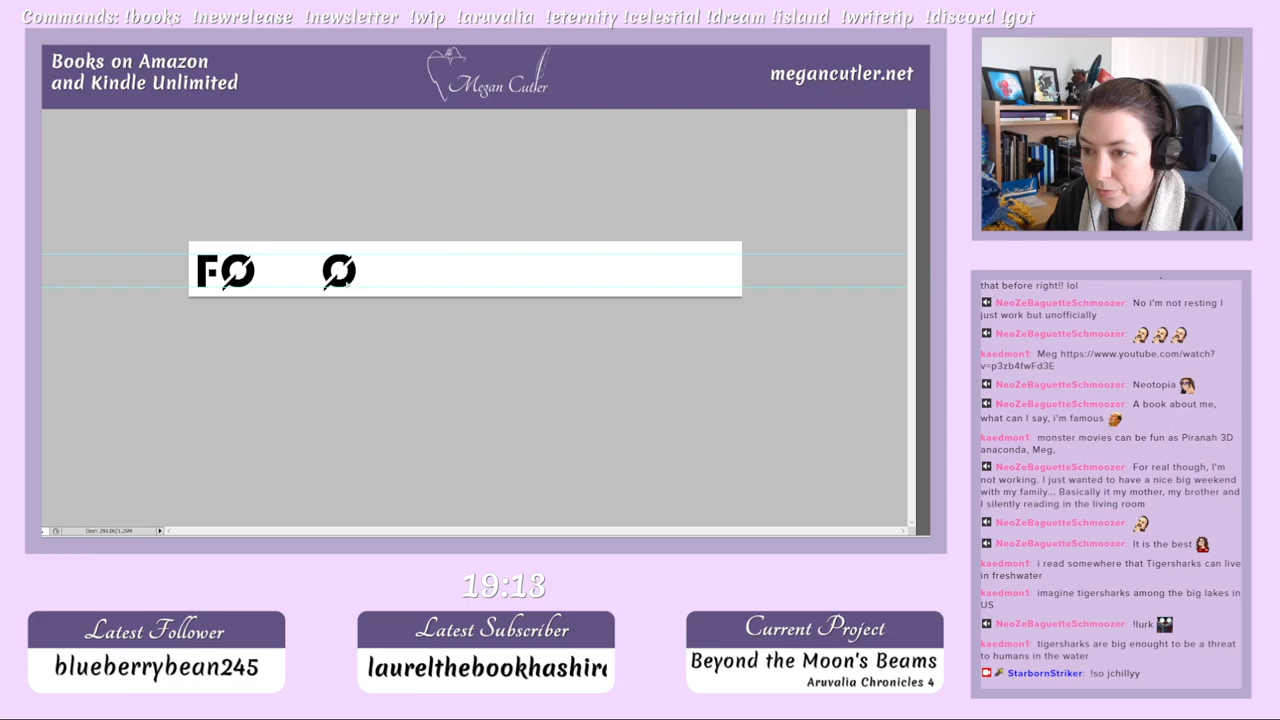 Commands: !books !newrelease !newsletter !wip !aruvalia !eternity !celestial !dream !island !writetip !discord !got
Books on Amazon
and Kindle Unlimited
Megan Cutler
megancutler.net
FØ Ø
Doc: 293.0K/1.25M
19:13
Latest Follower
blueberrybean245
Latest Subscriber
laurelthebookhashira
Current Project
Beyond the Moon's Beams
Aruvalia Chronicles 4
that before right!! lol
NeoZeBaguetteSchmoozer: No i'm not resting I
just work but unofficially
NeoZeBaguetteSchmoozer:
kaedmon1: Meg https://www.youtube.com/watch?
v=p3zb4fwFd3E
NeoZeBaguetteSchmoozer: Neotopia
NeoZeBaguetteSchmoozer: A book about me,
what can I say, i'm famous
kaedmon1: monster movies can be fun as Piranah 3D
anaconda, Meg,
NeoZeBaguetteSchmoozer: For real though, I'm
not working. I just wanted to have a nice big weekend
with my family... Basically it my mother, my brother and
I silently reading in the living room
NeoZeBaguetteSchmoozer:
NeoZeBaguetteSchmoozer: It is the best
kaedmon1: i read somewhere that Tigersharks can live
in freshwater
kaedmon1: imagine tigersharks among the big lakes in
US
NeoZeBaguetteSchmoozer: !lurk
kaedmon1: tigersharks are big enought to be a threat
to humans in the water
StarbornStriker: !so jchillyy